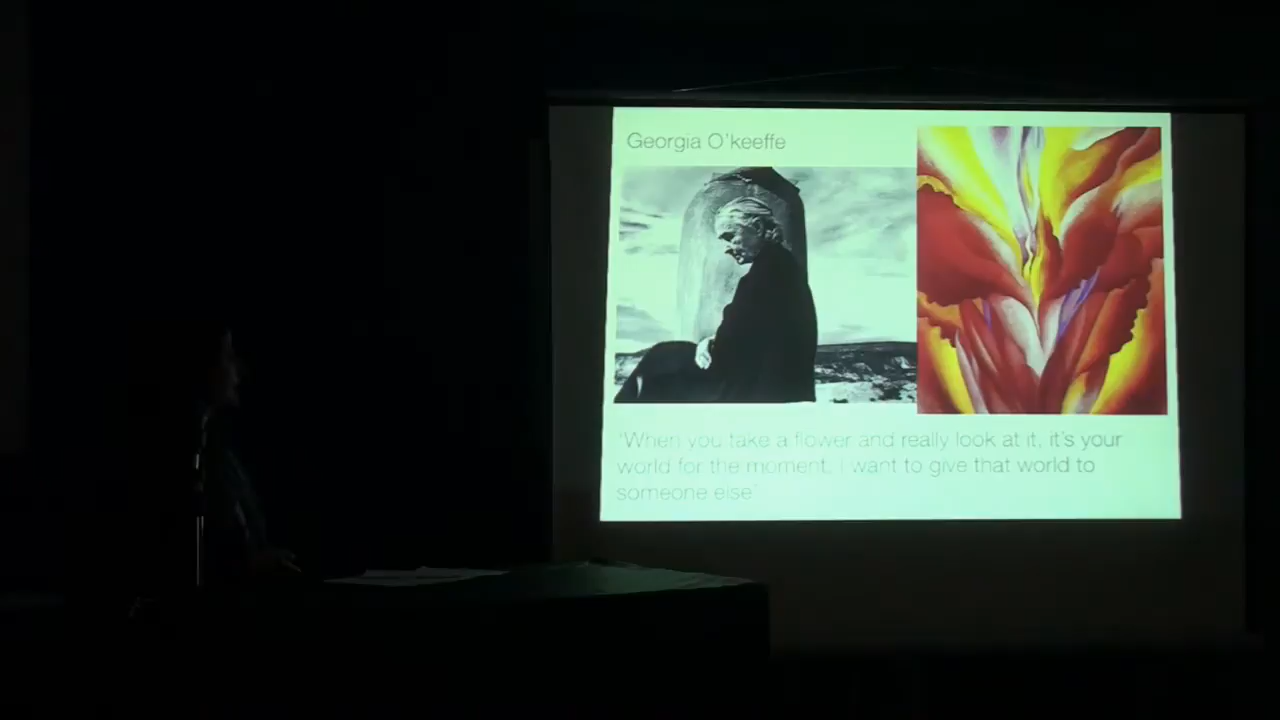 Georgia O'keeffe
'When you take a flower and really look at it, it's your
world for the moment. I want to give that world to
someone else'